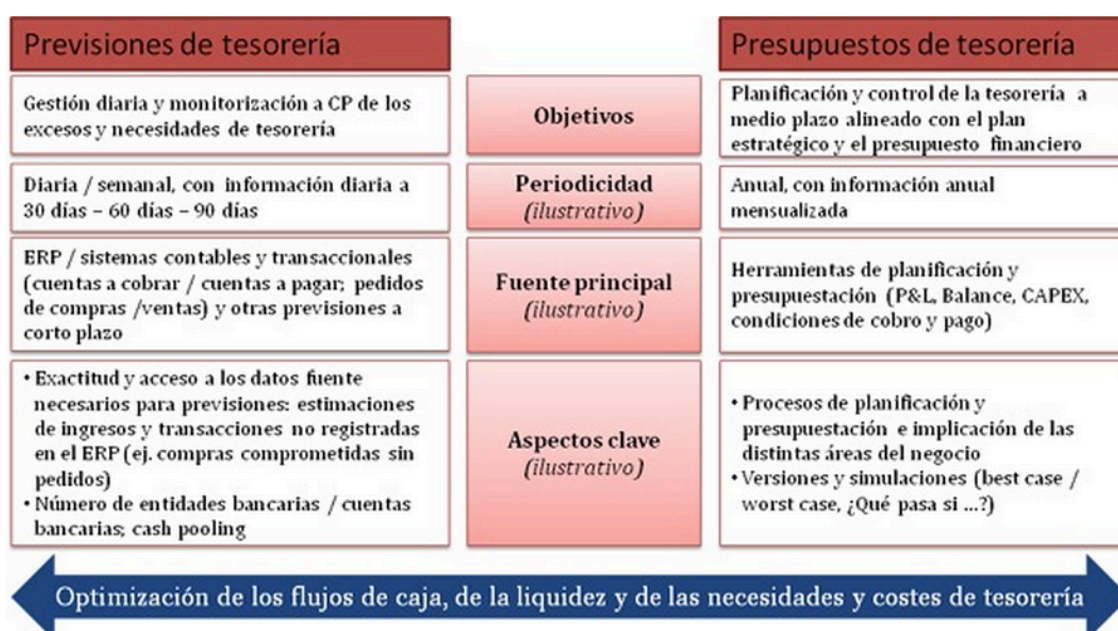 Previsiones de tesorería
Presupuestos de tesorería
Gestión diaria y monitorización a CP de los
excesos y necesidades de tesorería
Objetivos
Planificación y control de la tesorería a
medio plazo alineado con el plan
estratégico y el presupuesto financiero
Diaria / semanal, con información diaria a
30 días – 60 días – 90 días
Periodicidad
(ilustrativo)
Anual, con información anual
mensualizada
ERP / sistemas contables y transaccionales
(cuentas a cobrar / cuentas a pagar; pedidos
de compras /ventas) y otras previsiones a
corto plazo
Fuente principal
(ilustrativo)
Herramientas de planificación y
presupuestación (P&L, Balance, CAPEX,
condiciones de cobro y pago)
• Exactitud y acceso a los datos fuente
necesarios para previsiones: estimaciones
de ingresos y transacciones no registradas
en el ERP (ej. compras comprometidas sin
pedidos)
• Número de entidades bancarias / cuentas
bancarias; cash pooling
Aspectos clave
(ilustrativo)
• Procesos de planificación y
presupuestación e implicación de las
distintas áreas del negocio
• Versiones y simulaciones (best case /
worst case, ¿Qué pasa si ...?)
Optimización de los flujos de caja, de la liquidez y de las necesidades y costes de tesorería